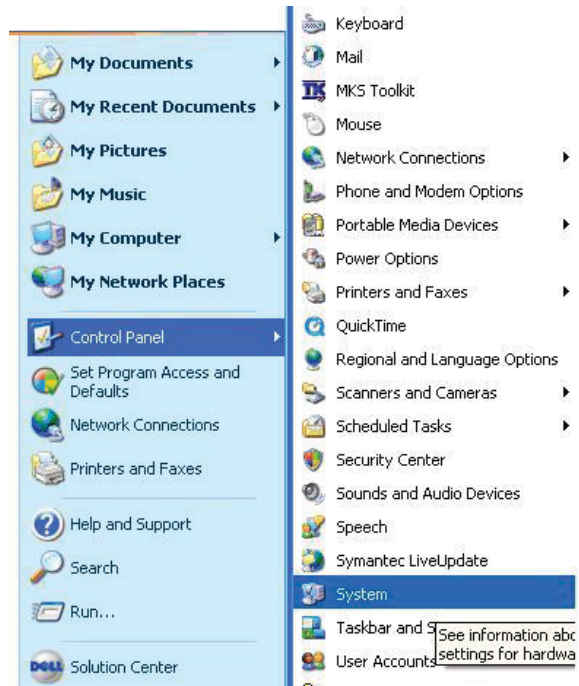 My Documents
My Recent Documents
My Pictures
My Music
My Computer
My Network Places
Control Panel
Set Program Access and
Defaults
Network Connections
Printers and Faxes
Help and Support
Search
Run...
DELL Solution Center
Keyboard
Mail
MKS Toolkit
Mouse
Network Connections
Phone and Modem Options
Portable Media Devices
Power Options
Printers and Faxes
QuickTime
Regional and Language Options
Scanners and Cameras
Scheduled Tasks
Security Center
Sounds and Audio Devices
Speech
Symantec LiveUpdate
System
Taskbar and S
See information abo
settings for hardwa
User Accounts